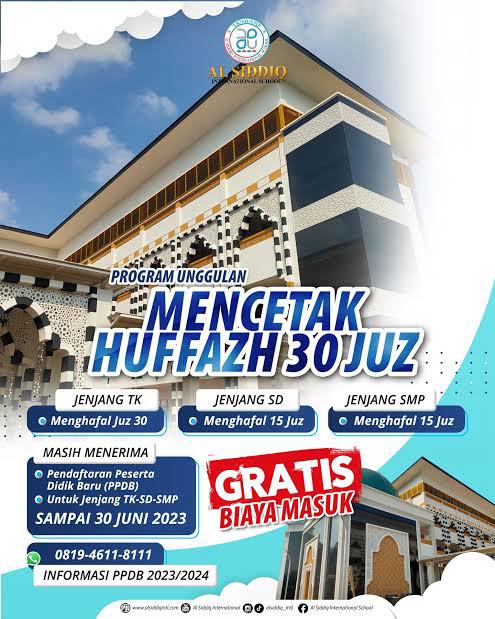 AL SIDDIQ
INTERNATIONAL SCHOOL
PROGRAM UNGGULAN
MENCETAK
HUFFAZH 30 JUZ
JENJANG TK
Menghafal Juz 30
JENJANG SD
Menghafal 15 Juz
JENJANG SMP
Menghafal 15 Juz
MASIH MENERIMA
Pendaftaran Peserta
Didik Baru (PPDB)
Untuk Jenjang TK-SD-SMP
SAMPAI 30 JUNI 2023
GRATIS
BIAYA MASUK
0819-4611-8111
INFORMASI PPDB 2023/2024
www.alsiddiqintl.com Al Siddiq International alsiddiq_intl Al Siddiq International School